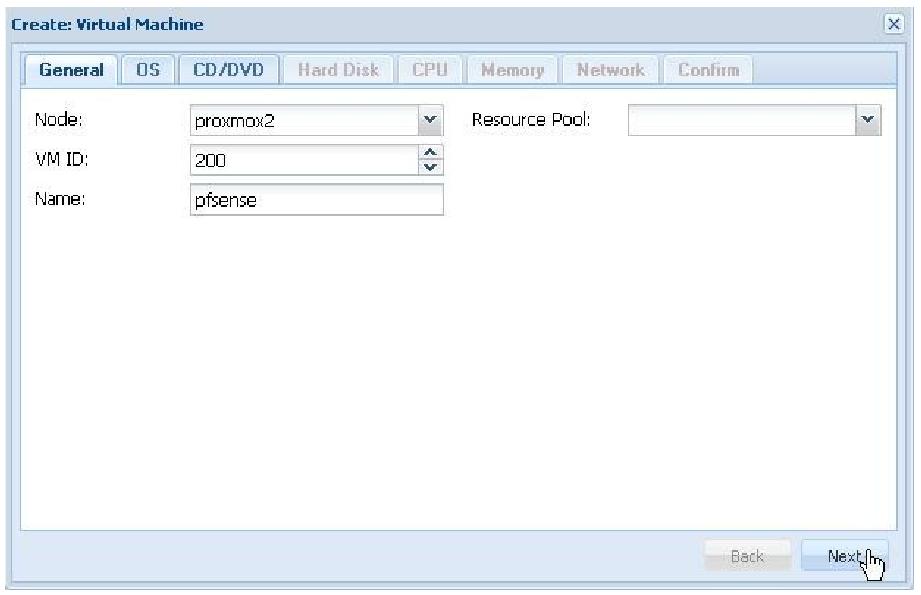 Create: Virtual Machine
General OS CD/DVD Hard Disk CPU Memory Network Confirm
Node: proxmox2 Resource Pool:
VM ID: 200
Name: pfsense
Back Next